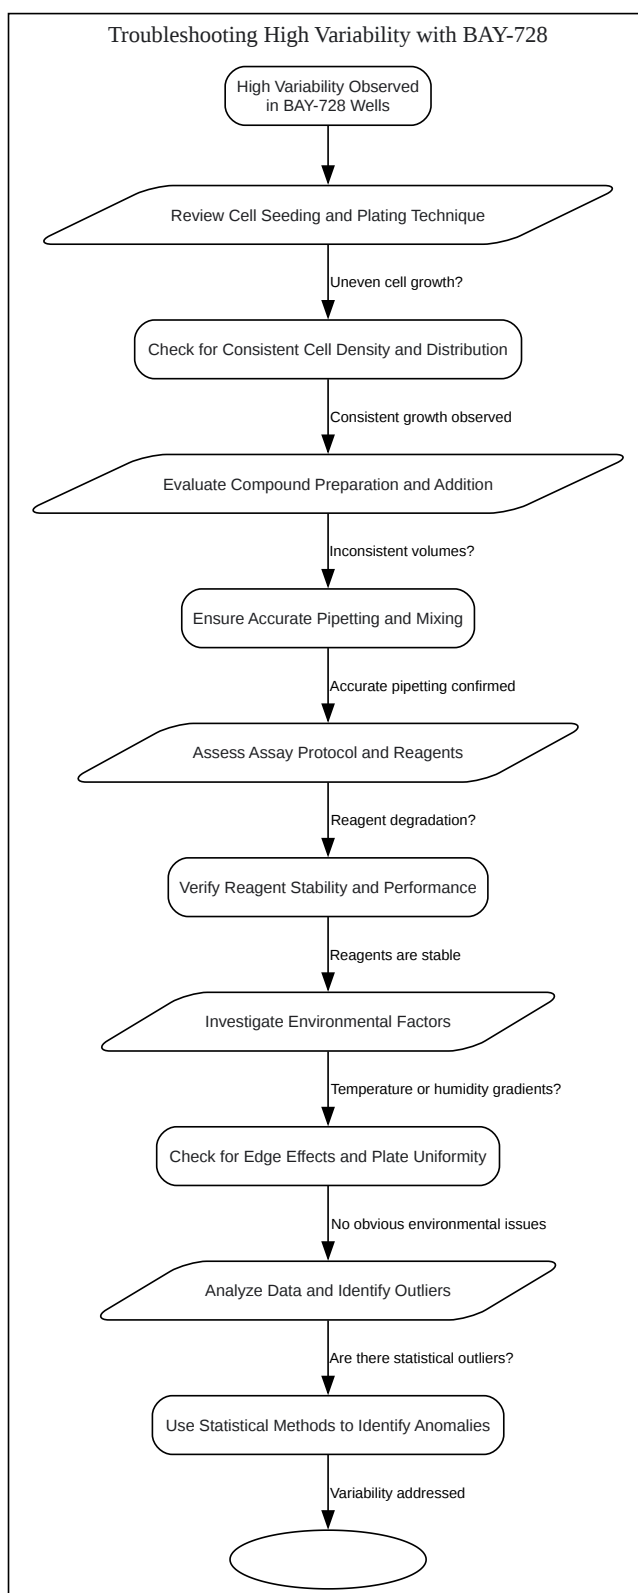 Troubleshooting High Variability with BAY-728
High Variability Observed
in BAY-728 Wells
Review Cell Seeding and Plating Technique
Uneven cell growth?
Check for Consistent Cell Density and Distribution
Consistent growth observed
Evaluate Compound Preparation and Addition
Inconsistent volumes?
Ensure Accurate Pipetting and Mixing
Accurate pipetting confirmed
Assess Assay Protocol and Reagents
Reagent degradation?
Verify Reagent Stability and Performance
Reagents are stable
Investigate Environmental Factors
Temperature or humidity gradients?
Check for Edge Effects and Plate Uniformity
No obvious environmental issues
Analyze Data and Identify Outliers
Are there statistical outliers?
Use Statistical Methods to Identify Anomalies
Variability addressed